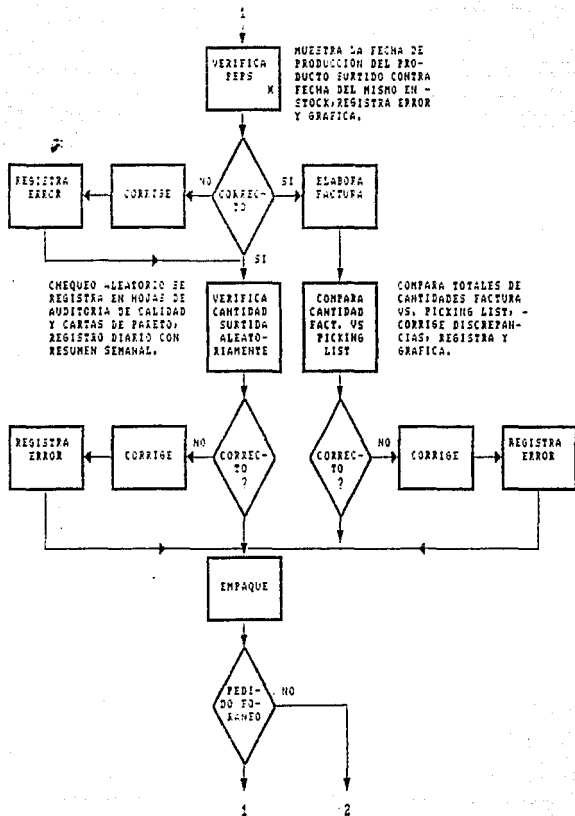 1
VERIFICA
PEPS
*
MUESTRA LA FECHA DE
PRODUCCIÓN DEL PRO-
DUCTO SURTIDO CONTRA
FECHA DEL MISMO EN -
STOCK, REGISTRA ERROR
Y GRAFICA.
REGISTRA
ERROR
CORRIGE
NO
CORREC-
TO
SI
ELABORA
FACTURA
SI
CHEQUEO ALEATORIO SE
REGISTRA EN HOJAS DE
AUDITORIA DE CALIDAD
Y CARTAS DE PARETO,
REGISTRO DIARIO CON
RESUMEN SEMANAL.
VERIFICA
CANTIDAD
SURTIDA
ALEATO-
RIAMENTE
COMPARA
CANTIDAD
FACT. VS
PICKING
LIST
COMPARA TOTALES DE
CANTIDADES FACTURA
VS. PICKING LIST, -
CORRIGE DISCREPAN-
CIAS, REGISTRA Y
GRAFICA.
REGISTRA
ERROR
CORRIGE
NO
CORREC-
TO
?
CORREC-
TO
?
NO
CORRIGE
REGISTRA
ERROR
EMPAQUE
PEDI-
DO FO-
RANEO
NO
1
2